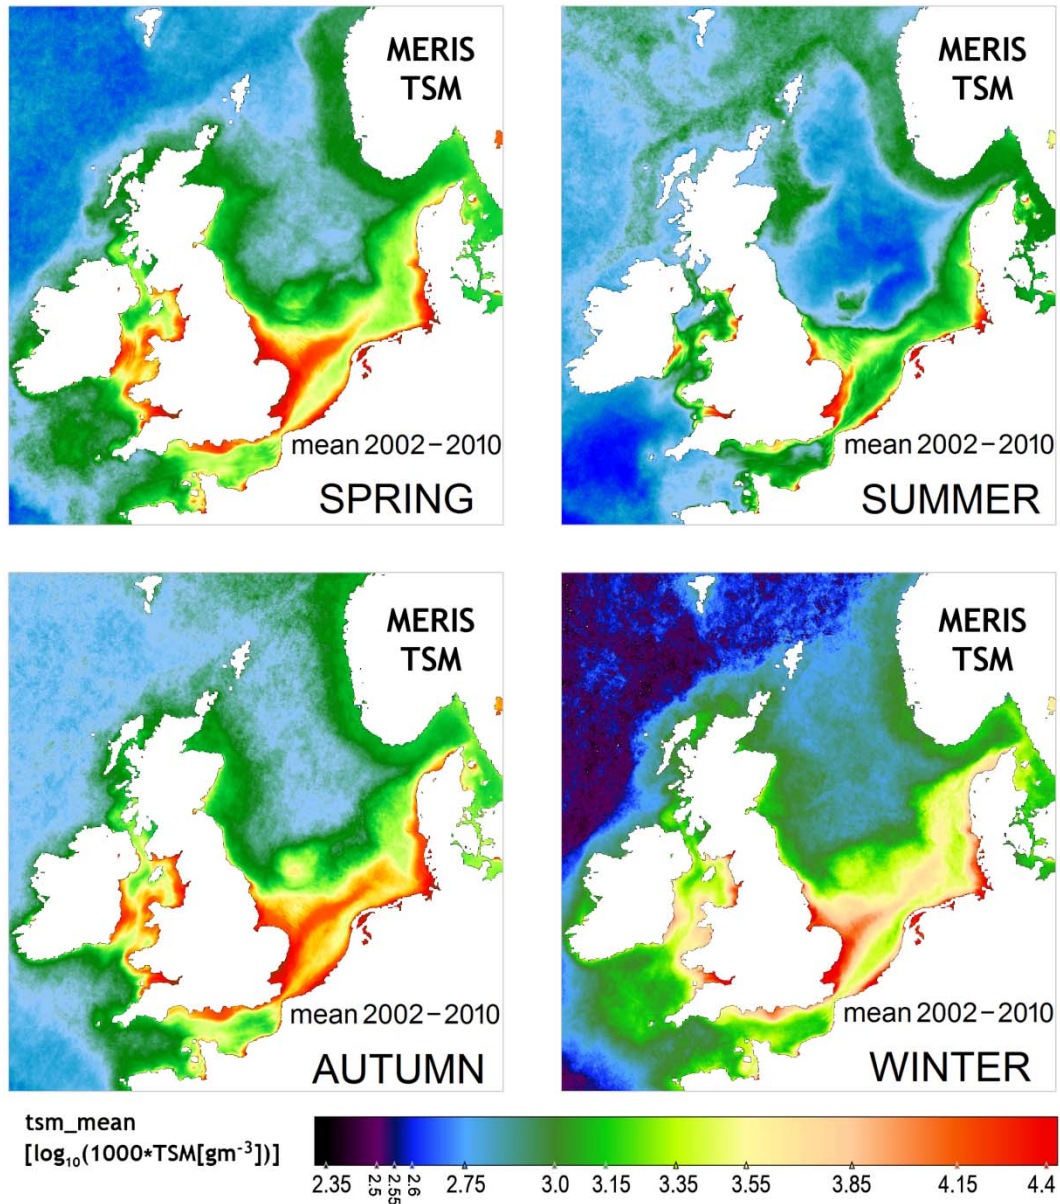 MERIS
TSM
mean 2002–2010
SPRING
MERIS
TSM
mean 2002–2010
SUMMER
MERIS
TSM
mean 2002–2010
AUTUMN
MERIS
TSM
mean 2002–2010
WINTER
tsm_mean
[log₁₀(1000*TSM[gm⁻³])]
2.35 2.5 2.55 2.6 2.75 3.0 3.15 3.35 3.55 3.85 4.15 4.4